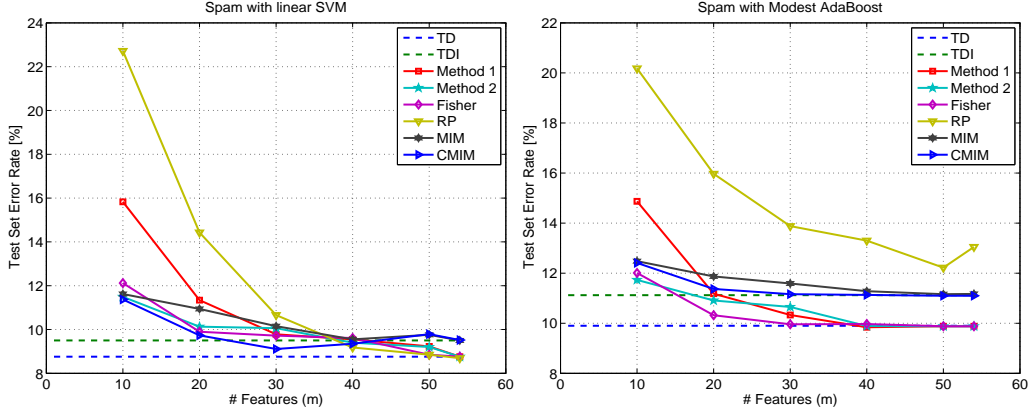 Spam with linear SVM
Test Set Error Rate [%]
24
22
20
18
16
14
12
10
8
0
10
20
30
40
50
60
# Features (m)
TD
TDI
Method 1
Method 2
Fisher
RP
MIM
CMIM
Spam with Modest AdaBoost
Test Set Error Rate [%]
22
20
18
16
14
12
10
8
0
10
20
30
40
50
60
# Features (m)
TD
TDI
Method 1
Method 2
Fisher
RP
MIM
CMIM